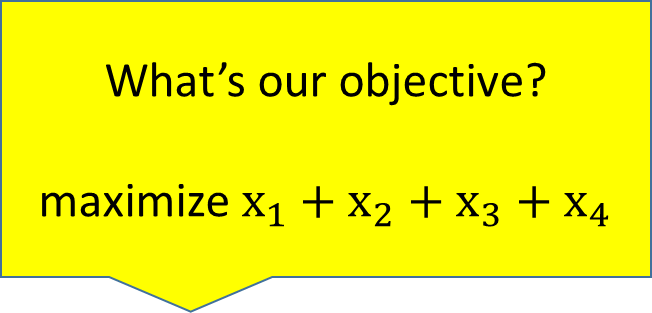 What’s our objective?
maximize x₁ + x₂ + x₃ + x₄